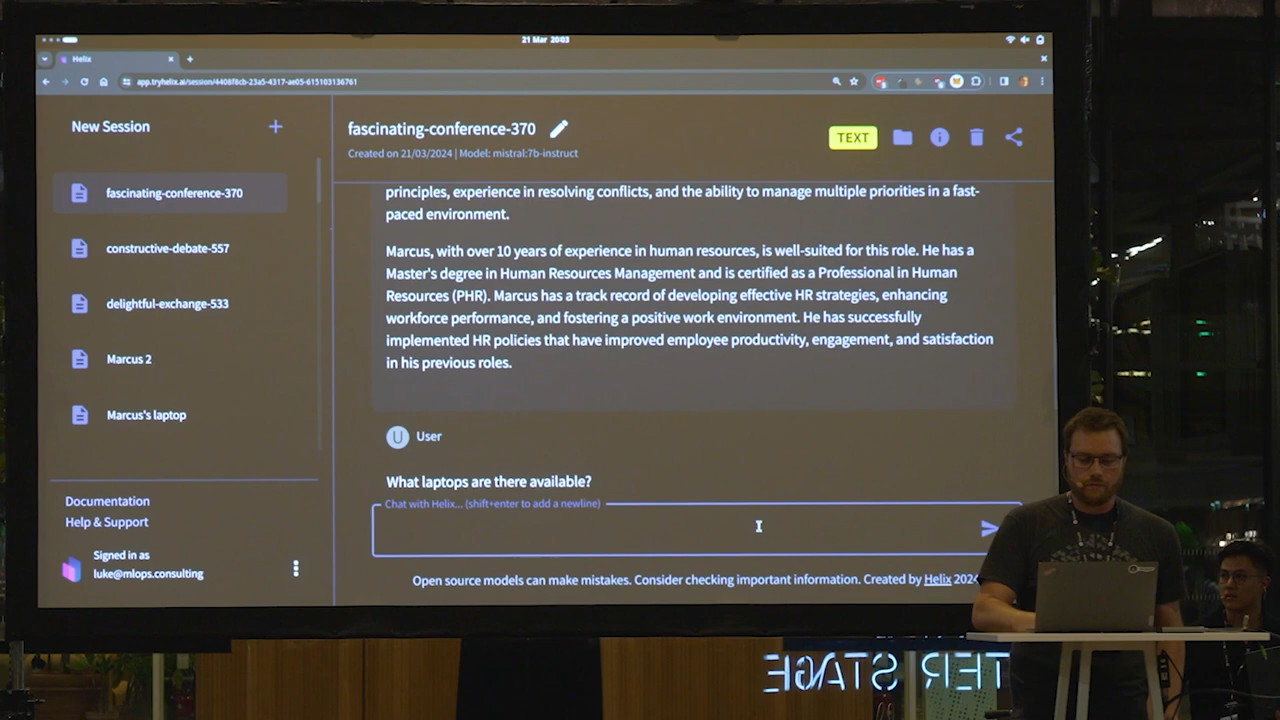 21 Mar 20:03
Helix
app.tryhelix.ai/session/4408f8cb-23a5-4317-ae05-615103136761
New Session
fascinating-conference-370
constructive-debate-557
delightful-exchange-533
Marcus 2
Marcus's laptop
Documentation
Help & Support
Signed in as
luke@mlops.consulting
fascinating-conference-370
Created on 21/03/2024 | Model: mistral:7b-instruct
TEXT
principles, experience in resolving conflicts, and the ability to manage multiple priorities in a fast-
paced environment.
Marcus, with over 10 years of experience in human resources, is well-suited for this role. He has a
Master's degree in Human Resources Management and is certified as a Professional in Human
Resources (PHR). Marcus has a track record of developing effective HR strategies, enhancing
workforce performance, and fostering a positive work environment. He has successfully
implemented HR policies that have improved employee productivity, engagement, and satisfaction
in his previous roles.
U User
What laptops are there available?
Chat with Helix... (shift+enter to add a newline)
Open source models can make mistakes. Consider checking important information. Created by Helix 2024
TER STAGE